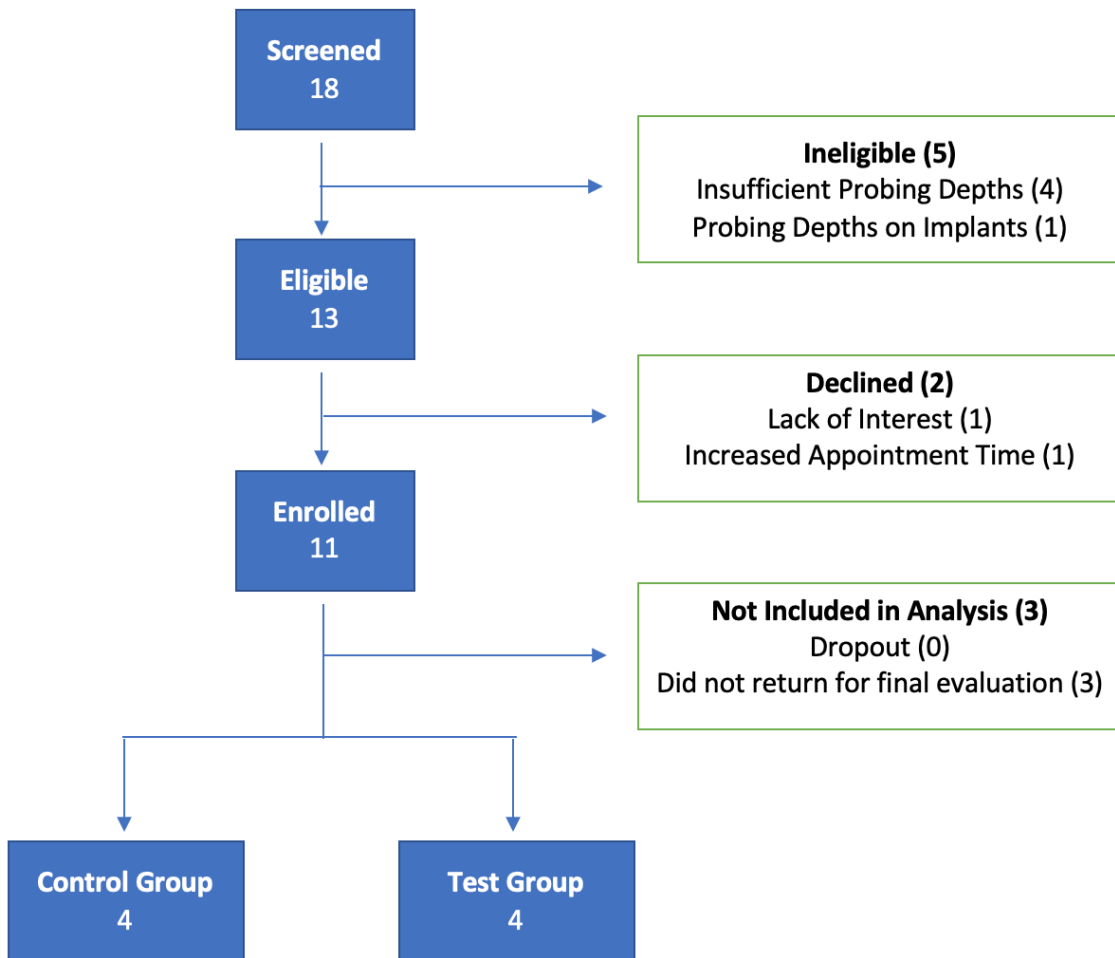 Screened
18
Ineligible (5)
Insufficient Probing Depths (4)
Probing Depths on Implants (1)
Eligible
13
Declined (2)
Lack of Interest (1)
Increased Appointment Time (1)
Enrolled
11
Not Included in Analysis (3)
Dropout (0)
Did not return for final evaluation (3)
Control Group
4
Test Group
4